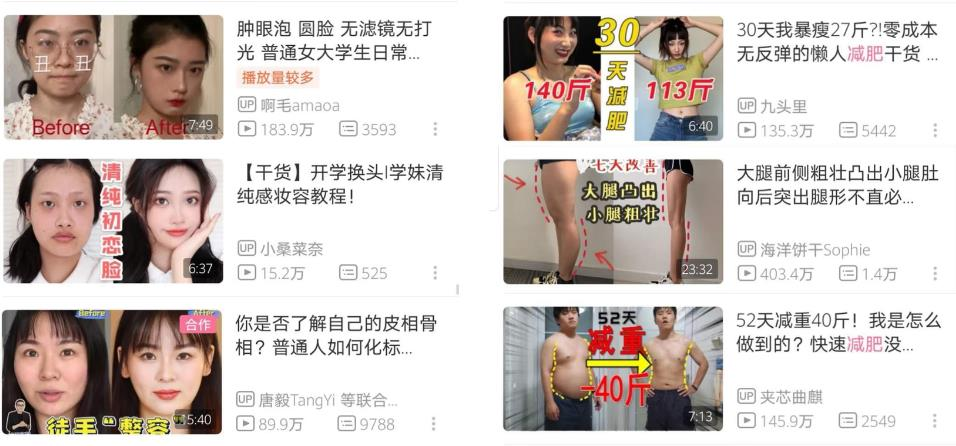 丑
丑
Before
After
7:49
肿眼泡 圆脸 无滤镜无打
光 普通女大学生日常...
播放量较多
UP 啊毛amaoa
183.9万 3593
清纯初恋脸
6:37
【干货】开学换头l学妹清
纯感妆容教程！
UP 小桑菜奈
15.2万 525
Before
After
合作
徒手“整容”
5:40
你是否了解自己的皮相骨
相？普通人如何化标...
UP 唐毅TangYi 等联合...
89.9万 9788
30
天减肥
140斤
113斤
6:40
30天我暴瘦27斤?!零成本
无反弹的懒人减肥干货 ...
UP 九头里
135.3万 5442
七天改善
大腿凸出
小腿粗壮
23:32
大腿前侧粗壮凸出小腿肚
向后突出腿形不直必...
UP 海洋饼干Sophie
403.4万 1.4万
52天
减重
-40斤
7:13
52天减重40斤！我是怎么
做到的？快速减肥没...
UP 夹芯曲麒
145.9万 2549